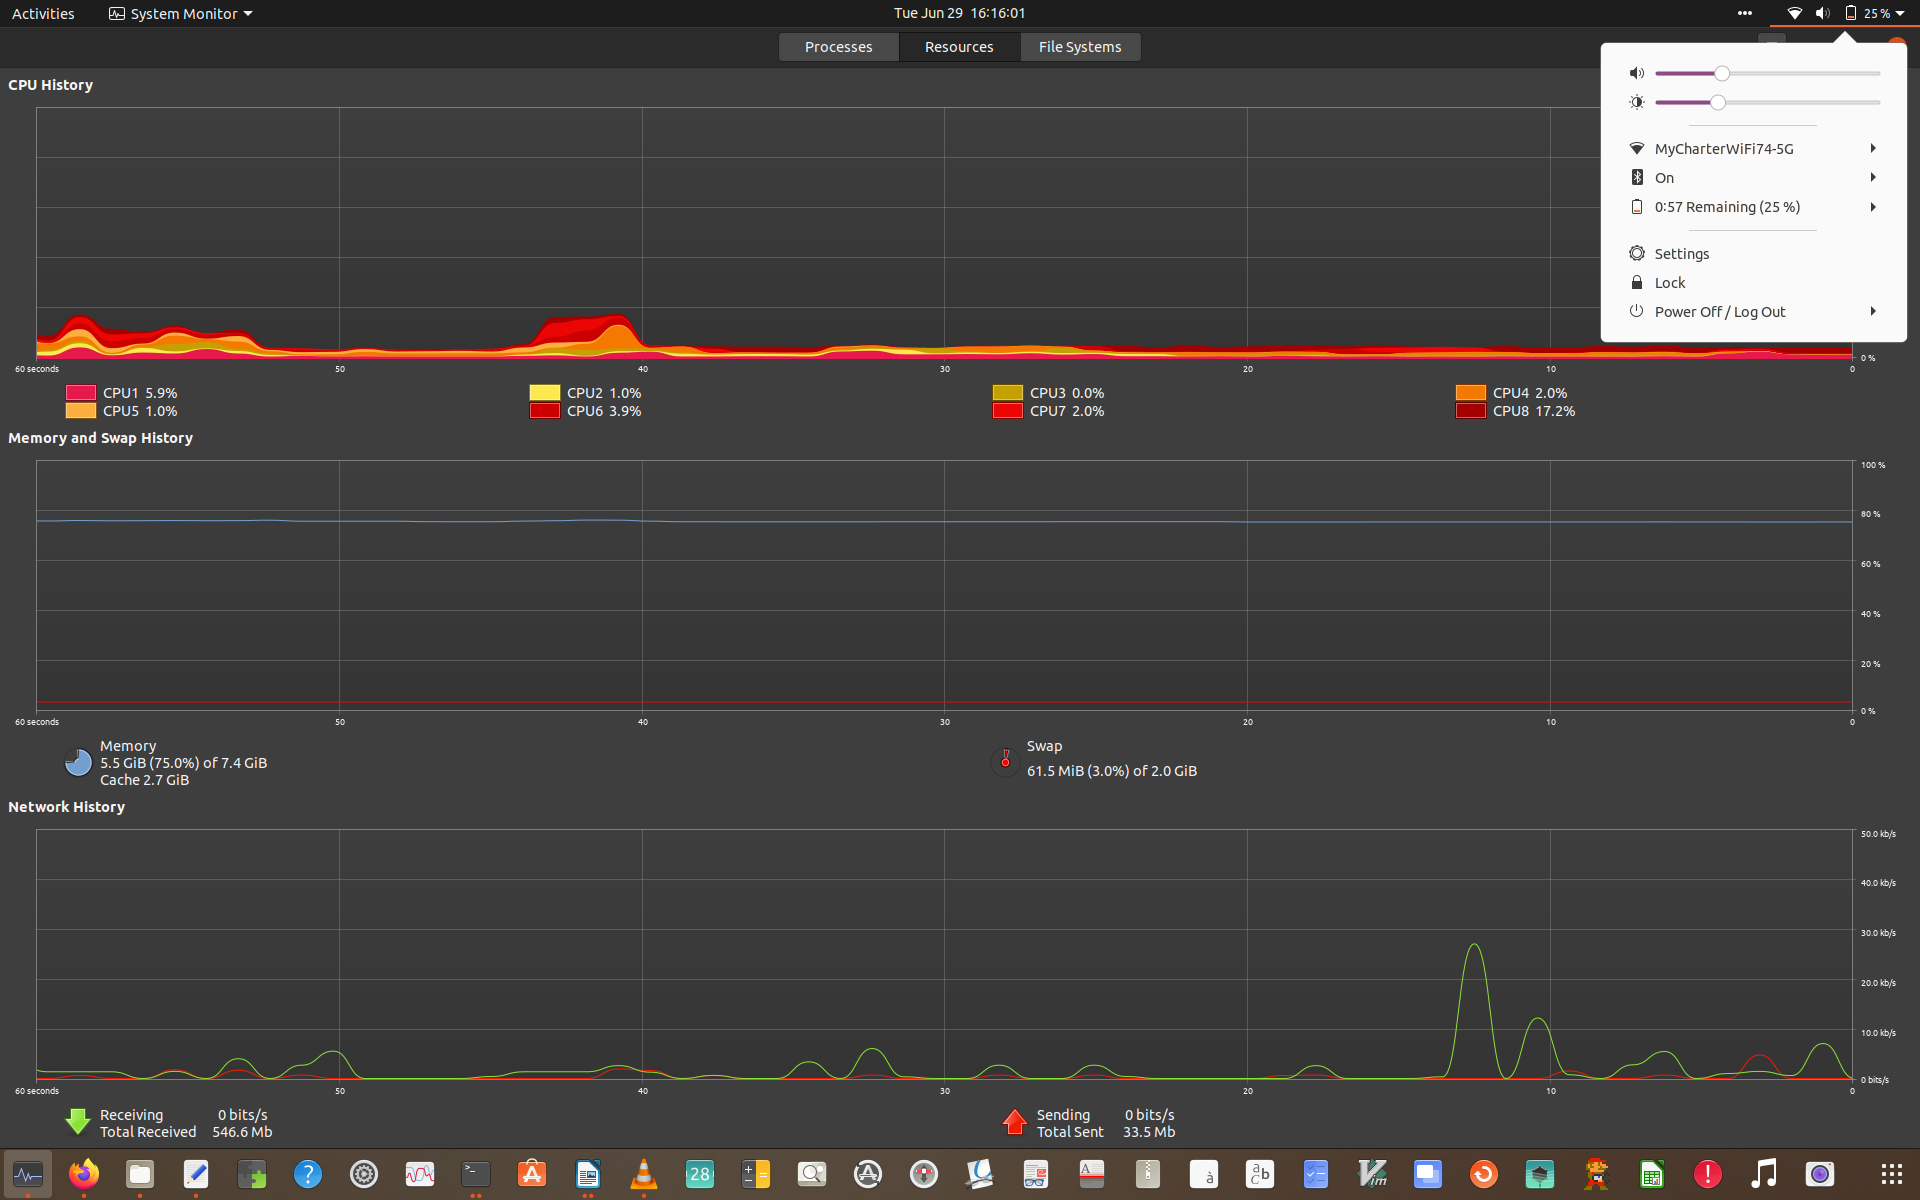 Activities
System Monitor
Tue Jun 29 16:16:01
25 %
Processes
Resources
File Systems
CPU History
60 seconds
50
40
30
20
10
0
0 %
CPU1 5.9%
CPU2 1.0%
CPU3 0.0%
CPU4 2.0%
CPU5 1.0%
CPU6 3.9%
CPU7 2.0%
CPU8 17.2%
MyCharterWiFi74-5G
On
0:57 Remaining (25 %)
Settings
Lock
Power Off / Log Out
Memory and Swap History
100 %
80 %
60 %
40 %
20 %
0 %
60 seconds
50
40
30
20
10
0
Memory
5.5 GiB (75.0%) of 7.4 GiB
Cache 2.7 GiB
Swap
61.5 MiB (3.0%) of 2.0 GiB
Network History
50.0 kb/s
40.0 kb/s
30.0 kb/s
20.0 kb/s
10.0 kb/s
0 bits/s
60 seconds
50
40
30
20
10
0
Receiving 0 bits/s
Total Received 546.6 Mb
Sending 0 bits/s
Total Sent 33.5 Mb
?
>_
A
28
A
A
à
a b c
Vim
!